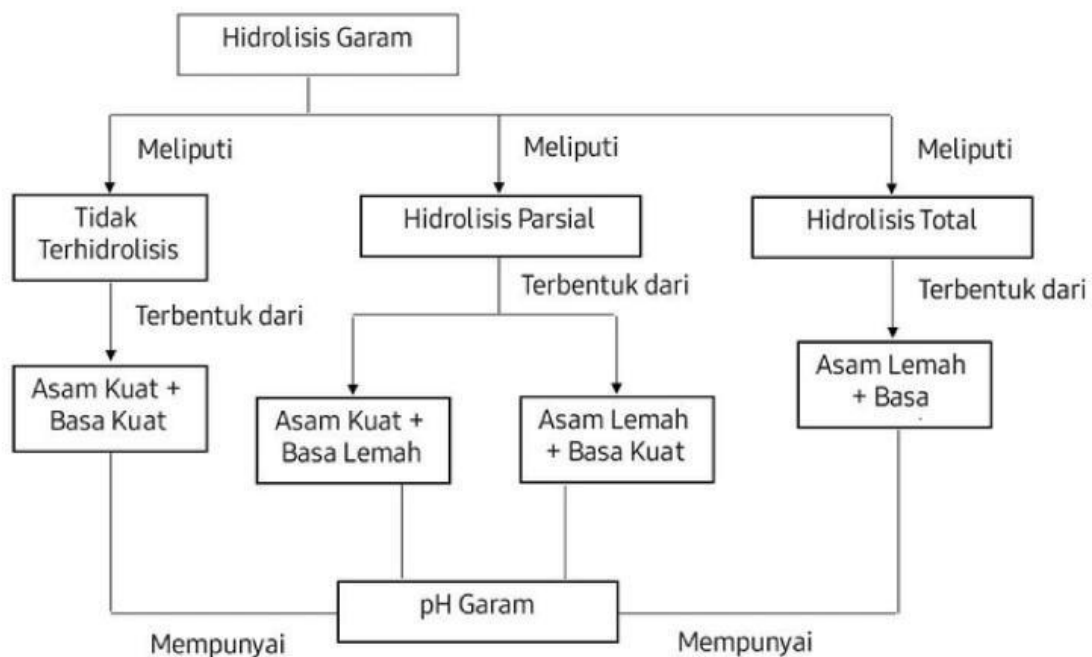 Hidrolisis Garam
Meliputi
Meliputi
Meliputi
Tidak
Terhidrolisis
Hidrolisis Parsial
Hidrolisis Total
Terbentuk dari
Terbentuk dari
Terbentuk dari
Asam Kuat +
Basa Kuat
Asam Kuat +
Basa Lemah
Asam Lemah
+ Basa Kuat
Asam Lemah
+ Basa
pH Garam
Mempunyai
Mempunyai